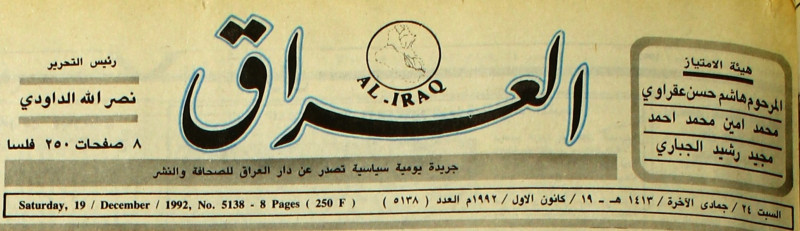 هيئة الامتياز
المرحوم هاشم حسن عقراوي
محمد امين محمد احمد
مجيد رشيد الجباري
العراق
AL-IRAQ
رئيس التحرير
نصر الله الداودي
٨ صفحات ٢٥٠ فلسا
جريدة يومية سياسية تصدر عن دار العراق للصحافة والنشر
السبت ٢٤ / جمادى الآخرة / ١٤١٣ هـ - ١٩ / كانون الاول / ١٩٩٢م العدد ( ٥١٣٨ )
Saturday, 19 / December / 1992, No. 5138 - 8 Pages ( 250 F )